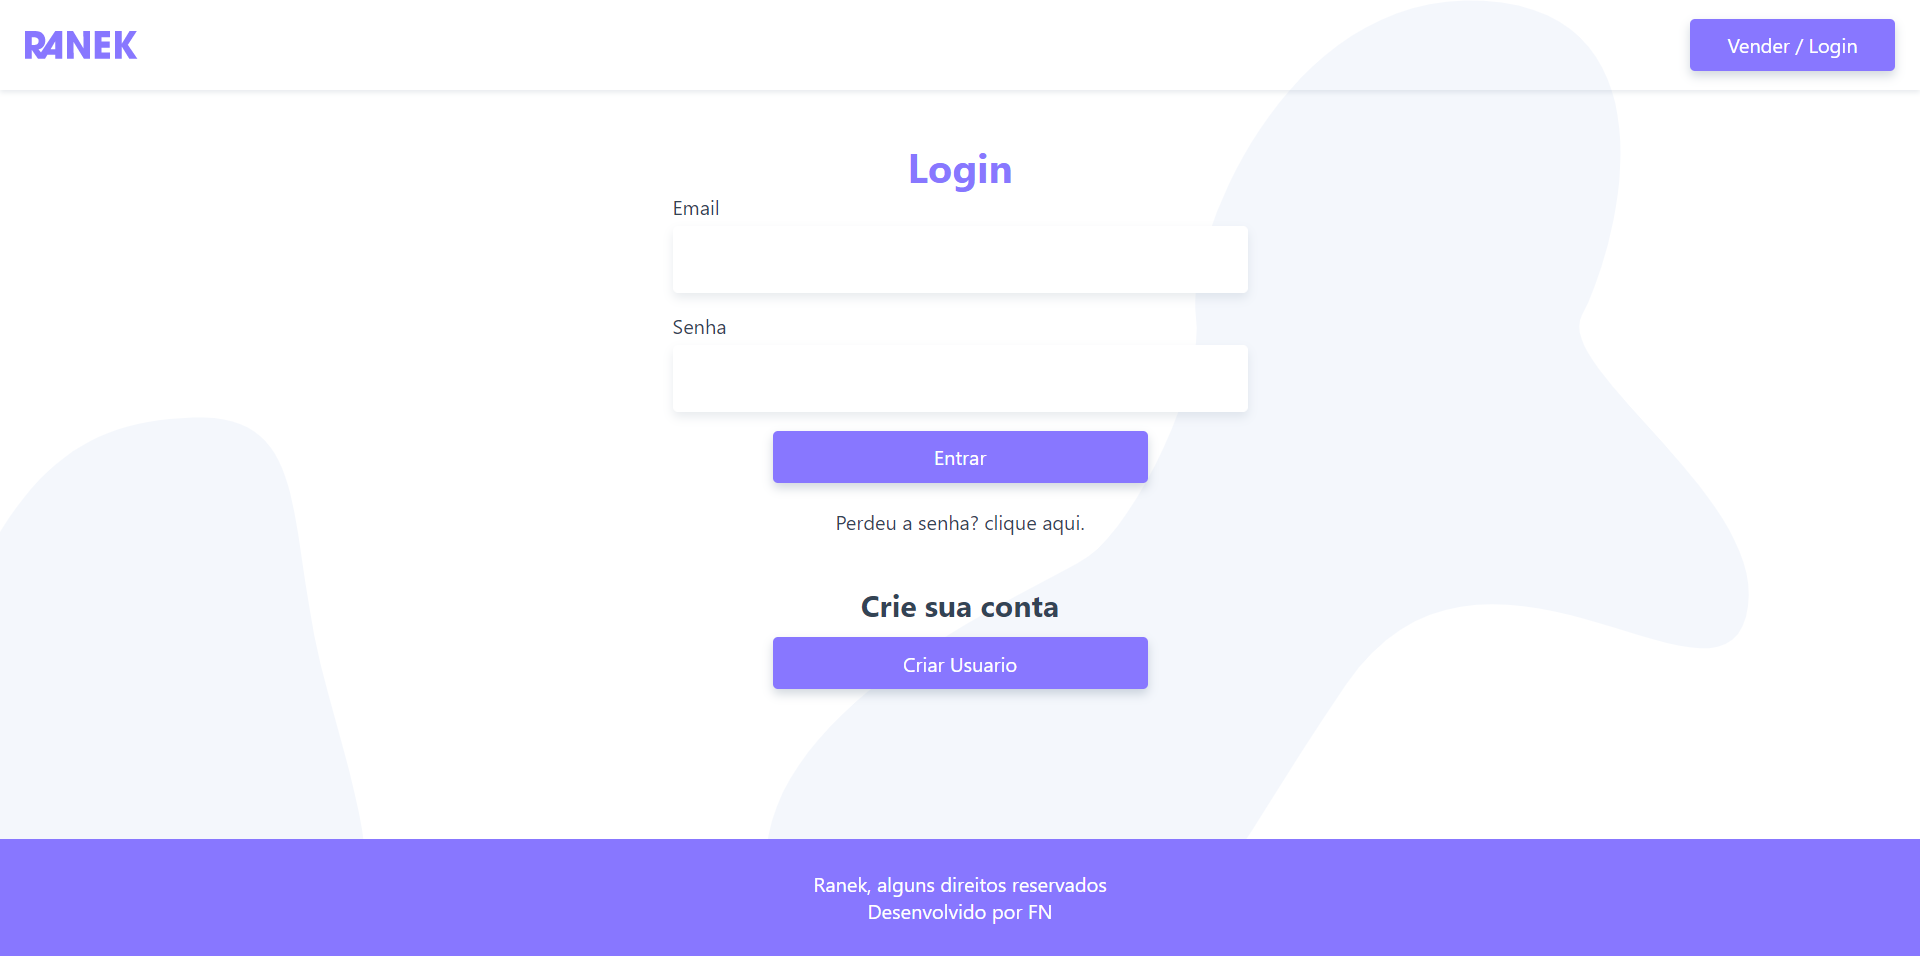 RANEK
Vender / Login
Login
Email
Senha
Entrar
Perdeu a senha? clique aqui.
Crie sua conta
Criar Usuario
Ranek, alguns direitos reservados
Desenvolvido por FN